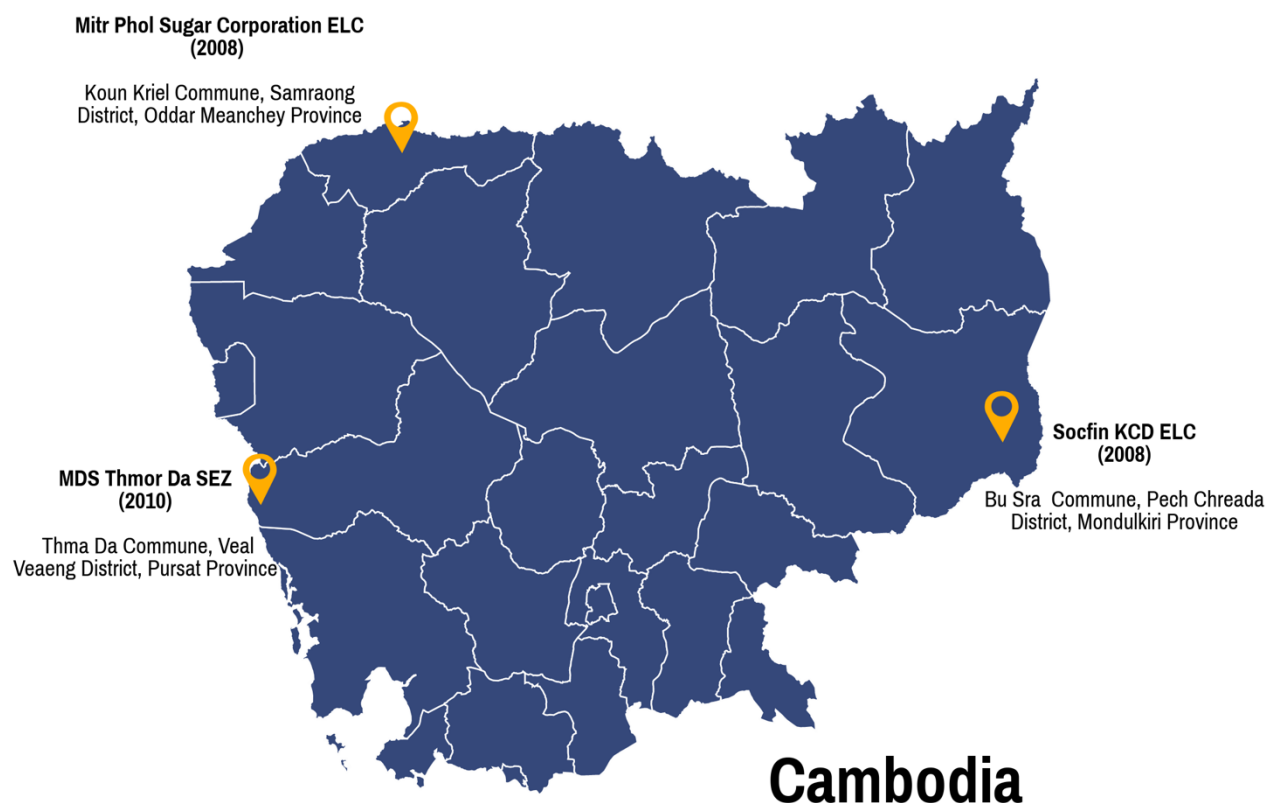 Mitr Phol Sugar Corporation ELC
(2008)
Koun Kriel Commune, Samraong
District, Oddar Meanchey Province
MDS Thmor Da SEZ
(2010)
Thma Da Commune, Veal
Veaeng District, Pursat Province
Socfin KCD ELC
(2008)
Bu Sra Commune, Pech Chreada
District, Mondulkiri Province
Cambodia